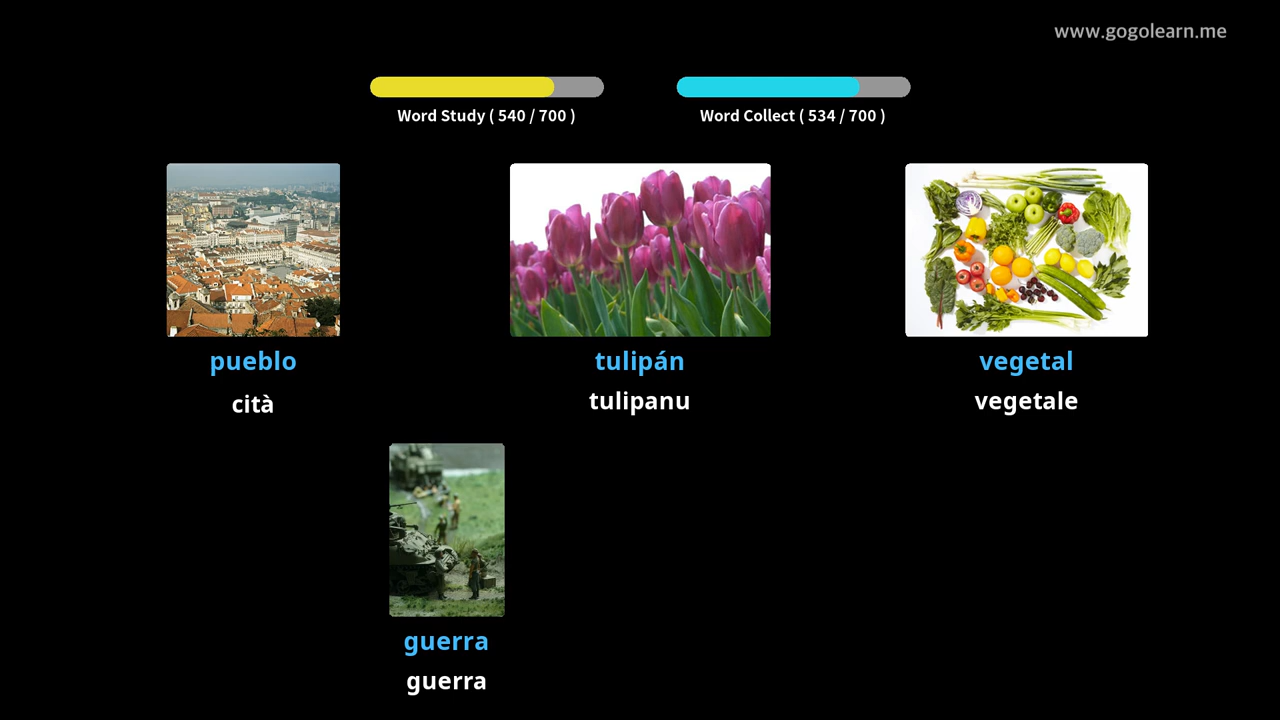 www.gogolearn.me
Word Study ( 540 / 700 )
Word Collect ( 534 / 700 )
pueblo
cità
tulipán
tulipanu
vegetal
vegetale
guerra
guerra